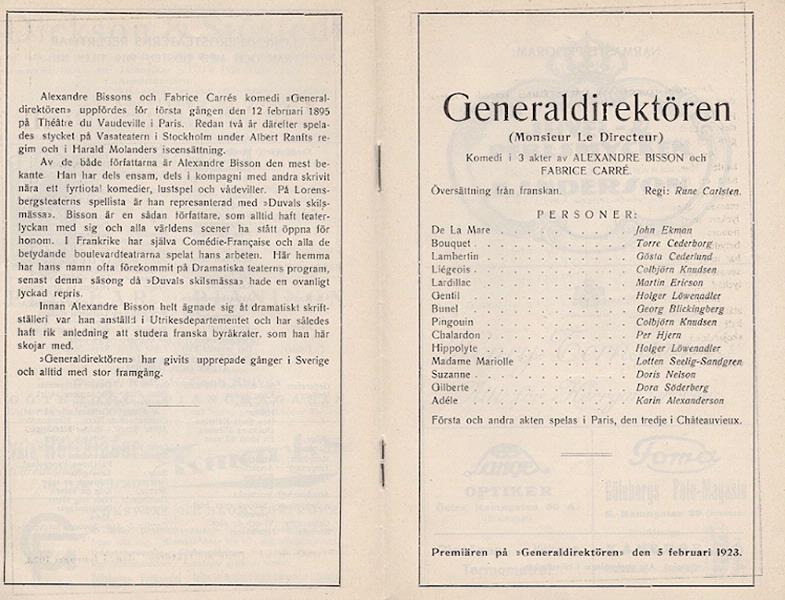 Alexandre Bissons och Fabrice Carrés komedi »General-
direktören» uppfördes för första gången den 12 februari 1895
på Théâtre du Vaudeville i Paris. Redan två år därefter spela-
des stycket på Vasateatern i Stockholm under Albert Ranfts re-
gim och i Harald Molanders iscensättning.
Av de både författarna är Alexandre Bisson den mest be-
kante. Han har dels ensam, dels i kompagni med andra skrivit
nära ett fyrtiotal komedier, lustspel och vådeviller. På Lorens-
bergsteaterns spellista är han representerad med »Duvals skils-
mässa». Bisson är en sådan författare, som alltid haft teater-
lyckan med sig och alla världens scener ha stått öppna för
honom. I Frankrike har själva Comédie-Française och alla de
betydande boulevardteatrarna spelat hans arbeten. Här hemma
har hans namn ofta förekommit på Dramatiska teaterns program,
senast denna säsong då »Duvals skilsmässa» hade en ovanligt
lyckad repris.
Innan Alexandre Bisson helt ägnade sig åt dramatiskt skrift-
ställeri var han anställd i Utrikesdepartementet och har således
haft rik anledning att studera franska byråkrater, som han här
skojar med.
»Generaldirektören» har givits upprepade gånger i Sverige
och alltid med stor framgång.
Generaldirektören
(Monsieur Le Directeur)
Komedi i 3 akter av ALEXANDRE BISSON och
FABRICE CARRÉ.
Översättning från franskan. Regi: Rune Carlsten.
PERSONER:
De La Mare . . . . . . . . . . John Ekman
Bouquet . . . . . . . . . . Torre Cederborg
Lambertin . . . . . . . . . . Gösta Cederlund
Liégeois . . . . . . . . . . Colbjörn Knudsen
Lardillac . . . . . . . . . . Martin Ericson
Gentil . . . . . . . . . . Holger Löwenadler
Bunel . . . . . . . . . . Georg Blickingberg
Pingouin . . . . . . . . . . Colbjörn Knudsen
Chalardon . . . . . . . . . . Per Hjern
Hippolyte . . . . . . . . . . Holger Löwenadler
Madame Mariolle . . . . . . . . Lotten Seelig-Sandgren
Suzanne . . . . . . . . . . Doris Nelson
Gilberte . . . . . . . . . . Dora Söderberg
Adéle . . . . . . . . . . Karin Alexanderson
Första och andra akten spelas i Paris, den tredje i Châteauvieux.
Premiären på »Generaldirektören» den 5 februari 1923.